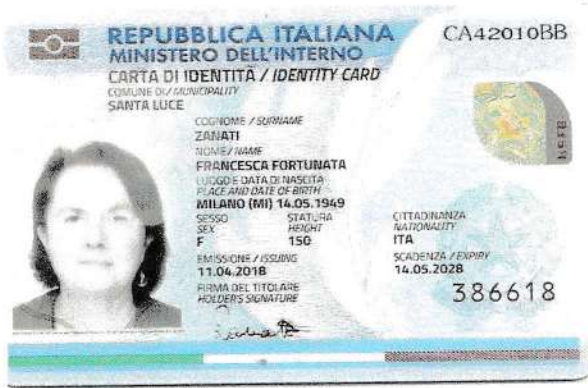 REPUBBLICA ITALIANA
CA42010BB
MINISTERO DELL'INTERNO
CARTA DI IDENTITÀ / IDENTITY CARD
COMUNE DI / MUNICIPALITY
SANTA LUCE
COGNOME / SURNAME
ZANATI
NOME / NAME
FRANCESCA FORTUNATA
LUOGO E DATA DI NASCITA
PLACE AND DATE OF BIRTH
MILANO (MI) 14.05.1949
SESSO STATURA CITTADINANZA
SEX HEIGHT NATIONALITY
F 150 ITA
EMISSIONE / ISSUING SCADENZA / EXPIRY
11.04.2018 14.05.2028
FIRMA DEL TITOLARE
HOLDER'S SIGNATURE
386618